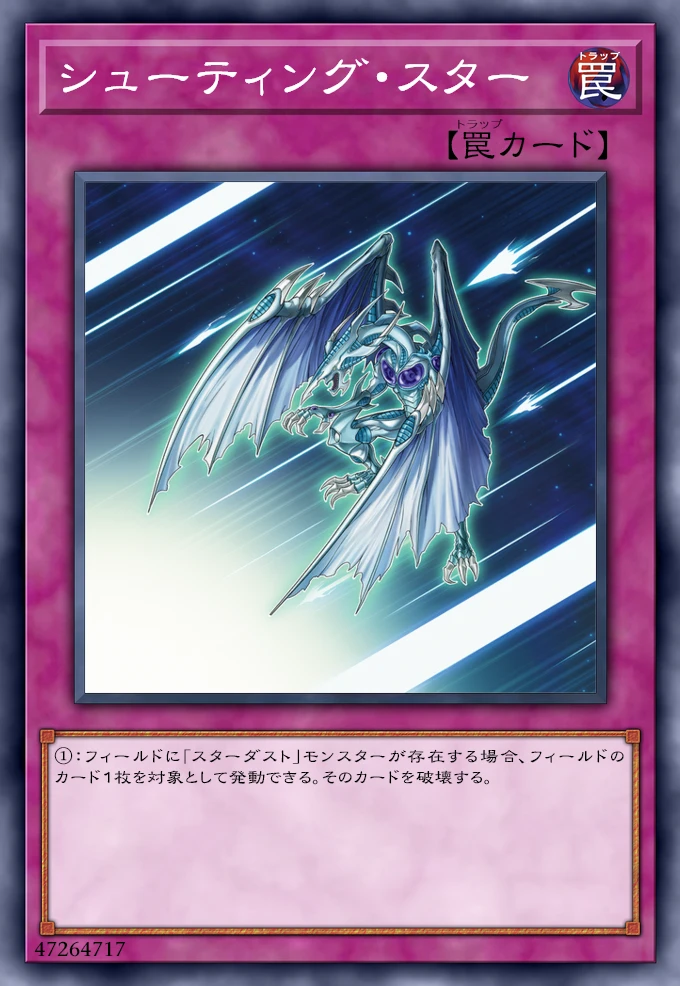 シューティング・スター
トラップ
罠
トラップ
【罠カード】
①:フィールドに「スターダスト」モンスターが存在する場合、フィールドの
カード1枚を対象として発動できる。そのカードを破壊する。
47264717